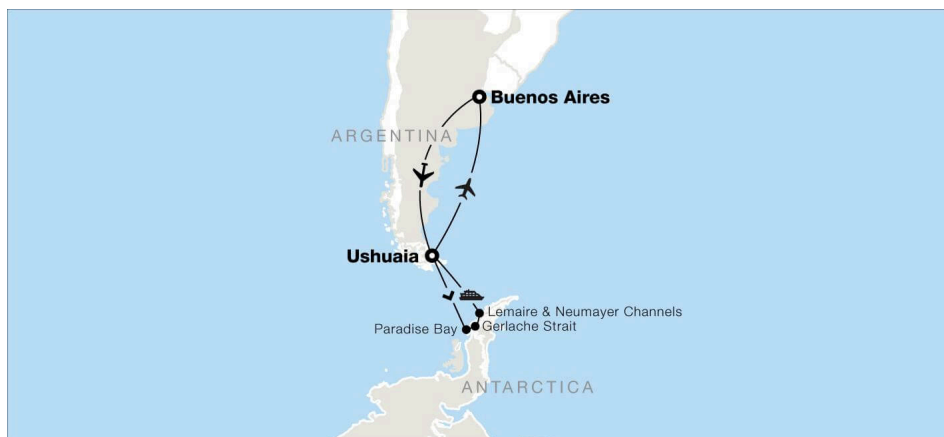 Buenos Aires
ARGENTINA
Ushuaia
Lemaire & Neumayer Channels
Gerlache Strait
Paradise Bay
ANTARCTICA